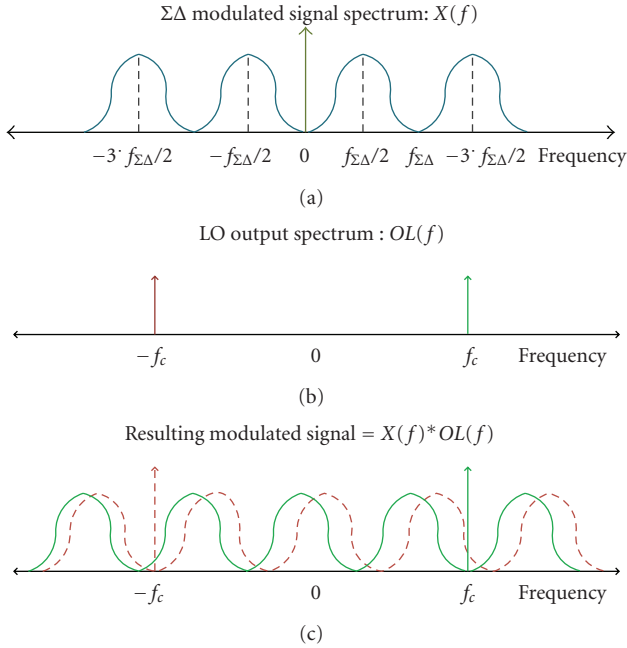 ΣΔ modulated signal spectrum: X(f)
−3· fΣΔ/2 −fΣΔ/2 0 fΣΔ/2 fΣΔ −3· fΣΔ/2 Frequency
(a)
LO output spectrum : OL(f)
−fc 0 fc Frequency
(b)
Resulting modulated signal = X(f)*OL(f)
−fc 0 fc Frequency
(c)